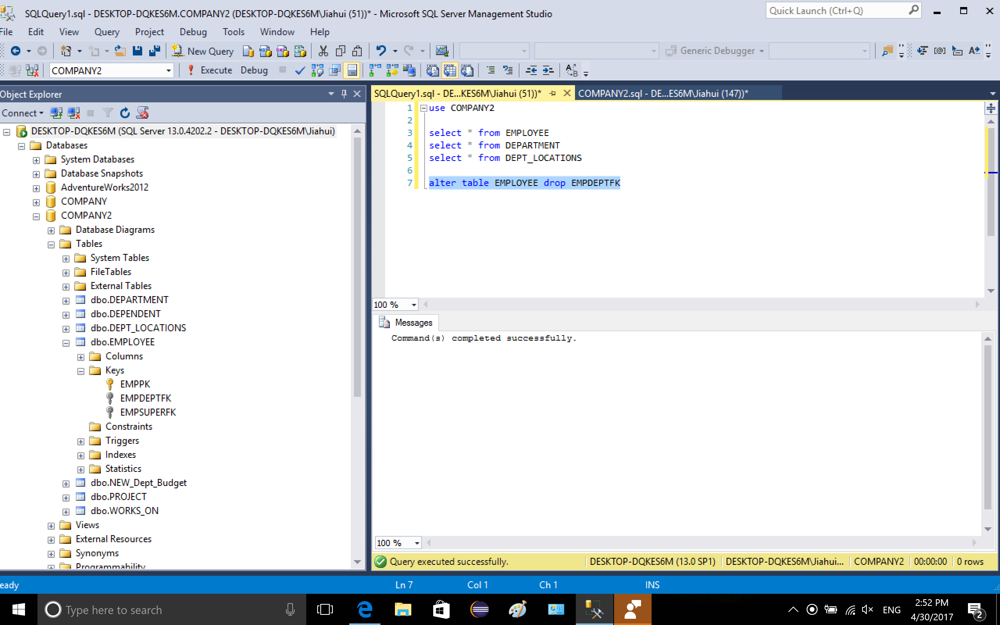 SQLQuery1.sql - DESKTOP-DQKES6M.COMPANY2 (DESKTOP-DQKES6M\Jiahui (51))* - Microsoft SQL Server Management Studio
Quick Launch (Ctrl+Q)
File Edit View Query Project Debug Tools Window Help
New Query
Generic Debugger
COMPANY2
Execute Debug
Object Explorer
Connect
DESKTOP-DQKES6M (SQL Server 13.0.4202.2 - DESKTOP-DQKES6M\Jiahui)
Databases
System Databases
Database Snapshots
AdventureWorks2012
COMPANY
COMPANY2
Database Diagrams
Tables
System Tables
FileTables
External Tables
dbo.DEPARTMENT
dbo.DEPENDENT
dbo.DEPT_LOCATIONS
dbo.EMPLOYEE
Columns
Keys
EMPPK
EMPDEPTFK
EMPSUPERFK
Constraints
Triggers
Indexes
Statistics
dbo.NEW_Dept_Budget
dbo.PROJECT
dbo.WORKS_ON
Views
External Resources
Synonyms
Programmability
SQLQuery1.sql - DE...KES6M\Jiahui (51))*
COMPANY2.sql - DE...ES6M\Jiahui (147))*
1 use COMPANY2
2
3 select * from EMPLOYEE
4 select * from DEPARTMENT
5 select * from DEPT_LOCATIONS
6
7 alter table EMPLOYEE drop EMPDEPTFK
100 %
Messages
Command(s) completed successfully.
100 %
Query executed successfully.
DESKTOP-DQKES6M (13.0 SP1)
DESKTOP-DQKES6M\Jiahui...
COMPANY2
00:00:00
0 rows
eady
Ln 7
Col 1
Ch 1
INS
Type here to search
ENG
2:52 PM
4/30/2017
2